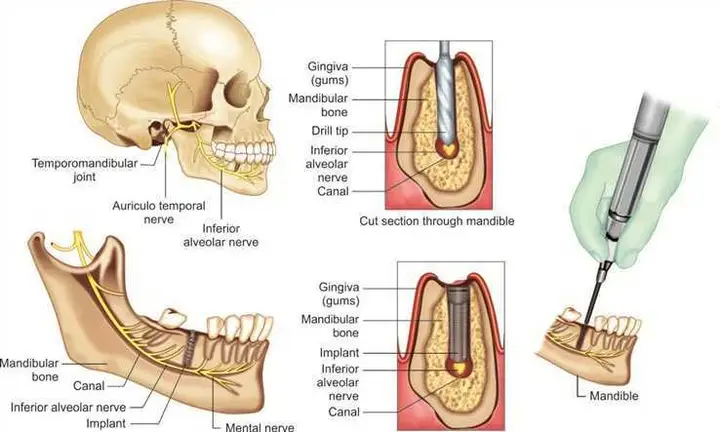 Temporomandibular
joint
Auriculo temporal
nerve
Inferior
alveolar nerve
Gingiva
(gums)
Mandibular
bone
Drill tip
Inferior
alveolar
nerve
Canal
Cut section through mandible
Mandibular
bone
Canal
Inferior alveolar nerve
Implant
Mental nerve
Gingiva
(gums)
Mandibular
bone
Implant
Inferior
alveolar
nerve
Canal
Mandible